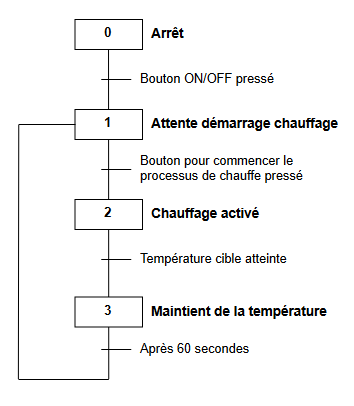 0 Arrêt
Bouton ON/OFF pressé
1 Attente démarrage chauffage
Bouton pour commencer le
processus de chauffe pressé
2 Chauffage activé
Température cible atteinte
3 Maintient de la température
Après 60 secondes